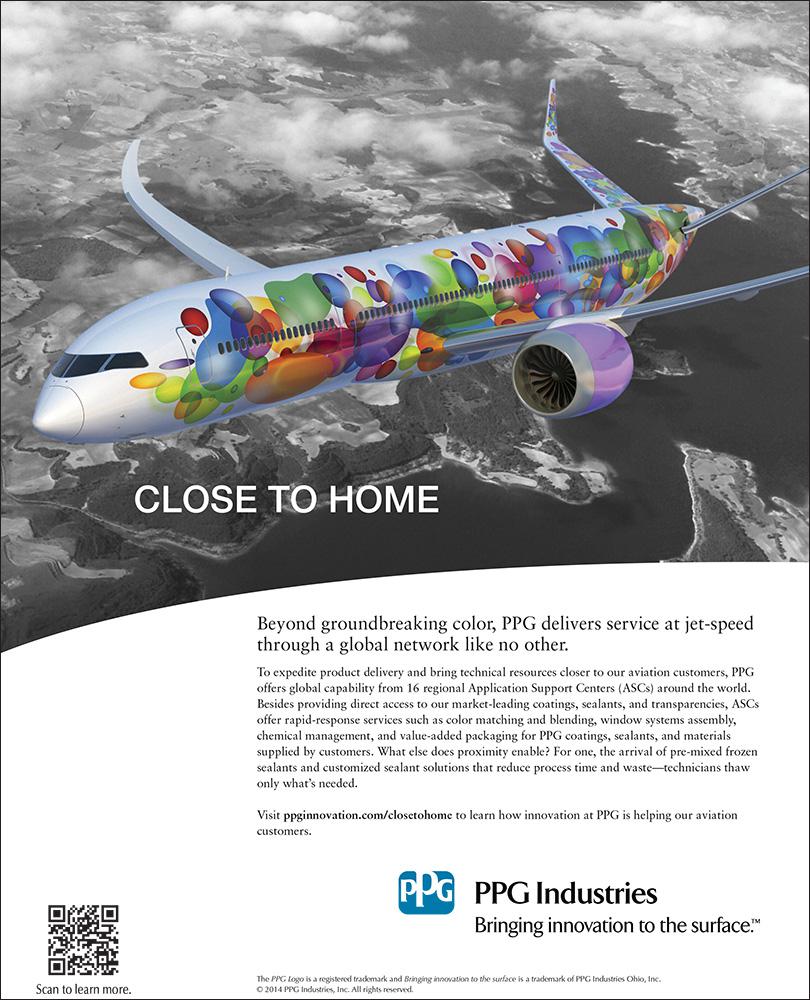 CLOSE TO HOME
Beyond groundbreaking color, PPG delivers service at jet-speed
through a global network like no other.
To expedite product delivery and bring technical resources closer to our aviation customers, PPG
offers global capability from 16 regional Application Support Centers (ASCs) around the world.
Besides providing direct access to our market-leading coatings, sealants, and transparencies, ASCs
offer rapid-response services such as color matching and blending, window systems assembly,
chemical management, and value-added packaging for PPG coatings, sealants, and materials
supplied by customers. What else does proximity enable? For one, the arrival of pre-mixed frozen
sealants and customized sealant solutions that reduce process time and waste—technicians thaw
only what's needed.
Visit ppginnovation.com/closetohome to learn how innovation at PPG is helping our aviation
customers.
PPG PPG Industries
Bringing innovation to the surface.™
Scan to learn more.
The PPG Logo is a registered trademark and Bringing innovation to the surface is a trademark of PPG Industries Ohio, Inc.
© 2014 PPG Industries, Inc. All rights reserved.